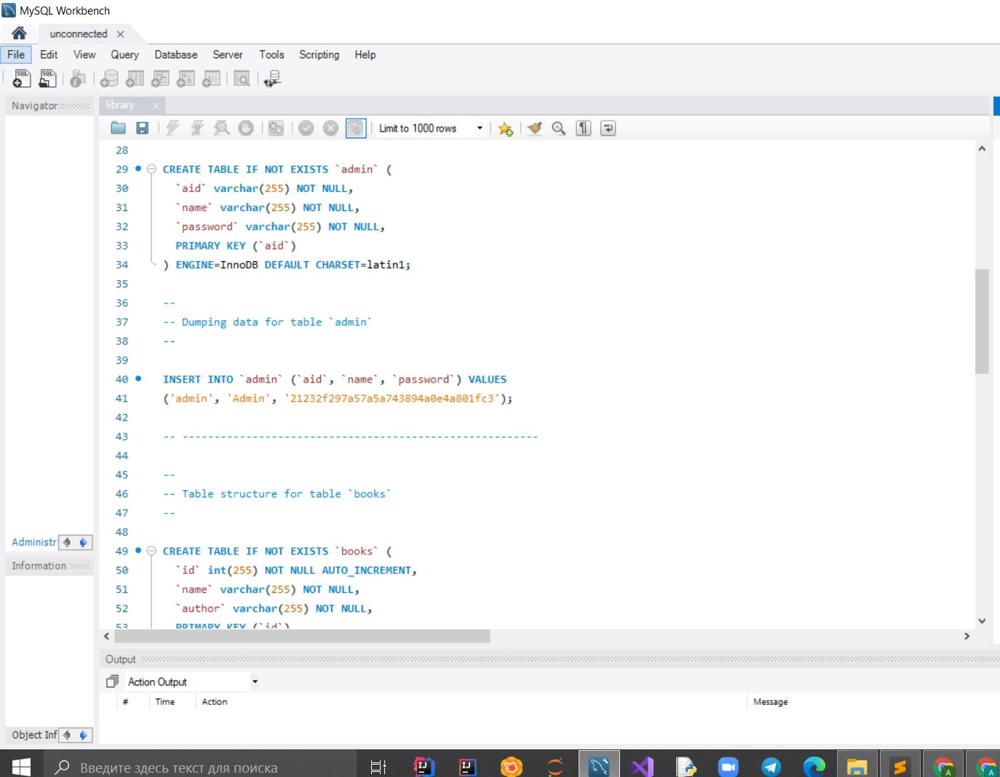 MySQL Workbench
unconnected
File Edit View Query Database Server Tools Scripting Help
Navigator
library
Limit to 1000 rows
28
29 CREATE TABLE IF NOT EXISTS `admin` (
30 `aid` varchar(255) NOT NULL,
31 `name` varchar(255) NOT NULL,
32 `password` varchar(255) NOT NULL,
33 PRIMARY KEY (`aid`)
34 ) ENGINE=InnoDB DEFAULT CHARSET=latin1;
35
36 --
37 -- Dumping data for table `admin`
38 --
39
40 INSERT INTO `admin` (`aid`, `name`, `password`) VALUES
41 ('admin', 'Admin', '21232f297a57a5a743894a0e4a801fc3');
42
43 -- --------------------------------------------------------
44
45 --
46 -- Table structure for table `books`
47 --
48
49 CREATE TABLE IF NOT EXISTS `books` (
50 `id` int(255) NOT NULL AUTO_INCREMENT,
51 `name` varchar(255) NOT NULL,
52 `author` varchar(255) NOT NULL,
53 PRIMARY KEY (`id`)
Administr
Information
Output
Action Output
# Time Action Message
Object Inf
Введите здесь текст для поиска